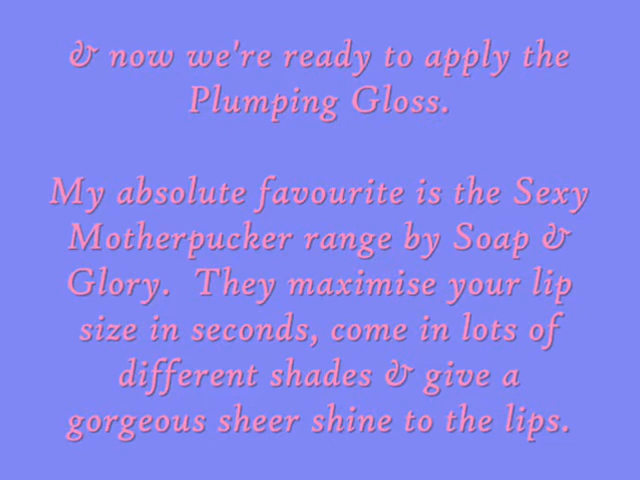 & now we're ready to apply the
Plumping Gloss.
My absolute favourite is the Sexy
Motherpucker range by Soap &
Glory.  They maximise your lip
size in seconds, come in lots of
different shades & give a
gorgeous sheer shine to the lips.